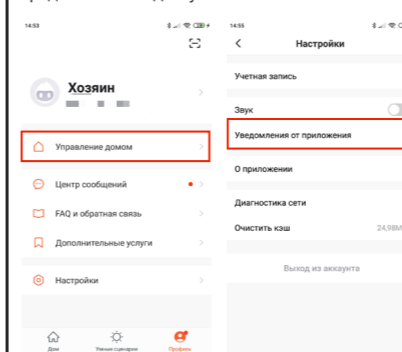 14:53
Хозяин
Управление домом
Центр сообщений
FAQ и обратная связь
Дополнительные услуги
Настройки
Дом
Умные сценарии
Профиль
14:55
Настройки
Учетная запись
Звук
Уведомления от приложения
О приложении
Диагностика сети
Очистить кэш
24,98M
Выход из аккаунта